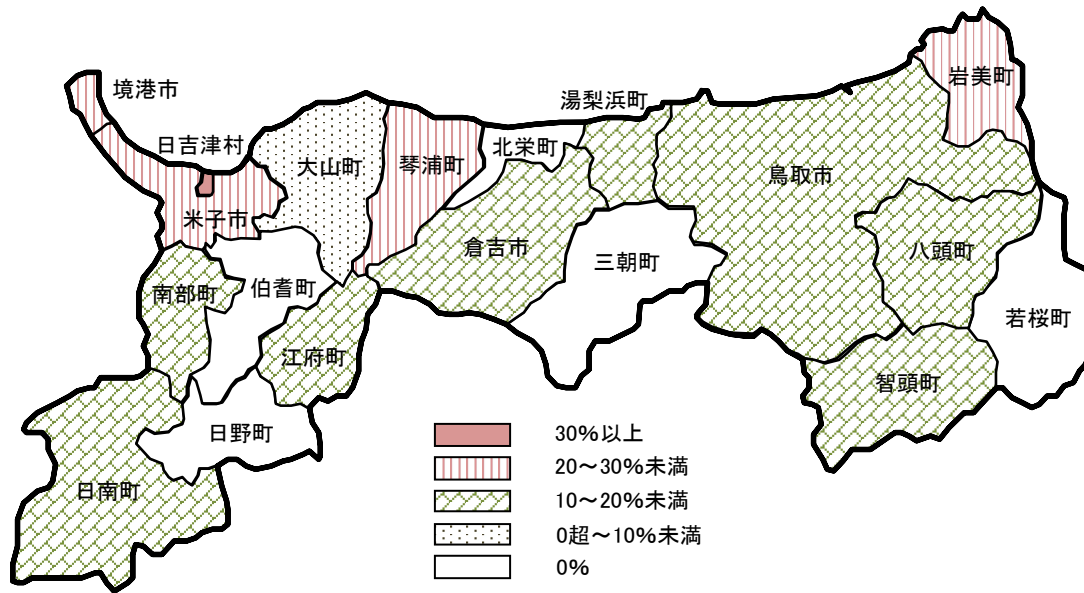 岩美町
境港市
湯梨浜町
日吉津村
北栄町
大山町
琴浦町
鳥取市
米子市
倉吉市
八頭町
三朝町
南部町
伯耆町
若桜町
江府町
智頭町
日野町
日南町
30%以上
20~30%未満
10~20%未満
0超~10%未満
0%